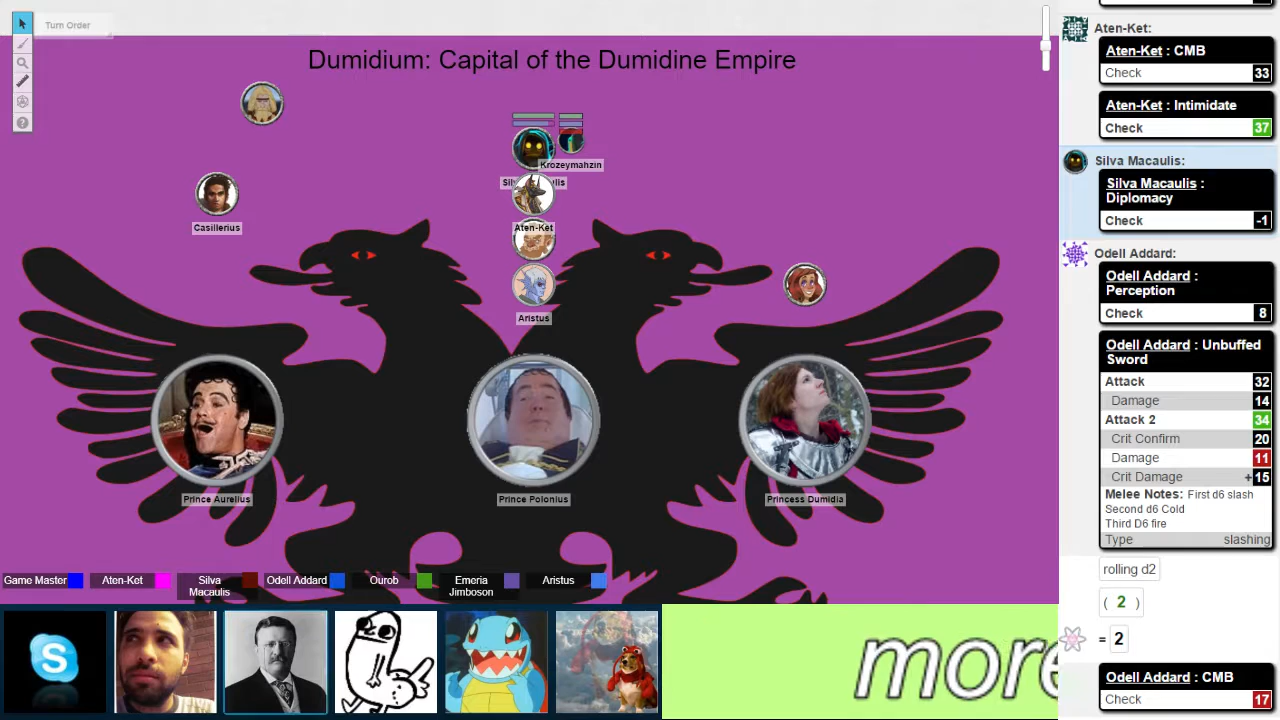 Turn Order
Dumidium: Capital of the Dumidine Empire
Krozeymahzin
Casillerius
Aten-Ket
Aristus
Prince Aurelius
Prince Polonius
Princess Dumidia
Game Master
Aten-Ket
Silva
Macaulis
Odell Addard
Ourob
Emeria
Jimboson
Aristus
S
more
Aten-Ket:
Aten-Ket : CMB
Check 33
Aten-Ket : Intimidate
Check 37
Silva Macaulis:
Silva Macaulis :
Diplomacy
Check -1
Odell Addard:
Odell Addard :
Perception
Check 8
Odell Addard : Unbuffed
Sword
Attack 32
Damage 14
Attack 2 34
Crit Confirm 20
Damage 11
Crit Damage +15
Melee Notes: First d6 slash
Second d6 Cold
Third D6 fire
Type slashing
rolling d2
( 2 )
= 2
Odell Addard : CMB
Check 17